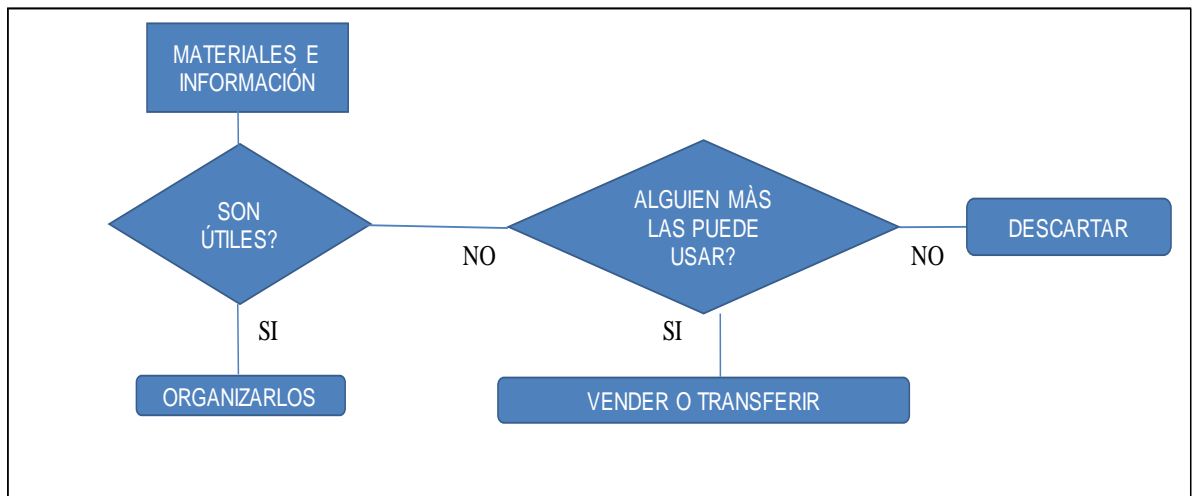 MATERIALES E
INFORMACIÓN
SON
ÚTILES?
NO
SI
ORGANIZARLOS
ALGUIEN MÀS
LAS PUEDE
USAR?
NO
DESCARTAR
SI
VENDER O TRANSFERIR